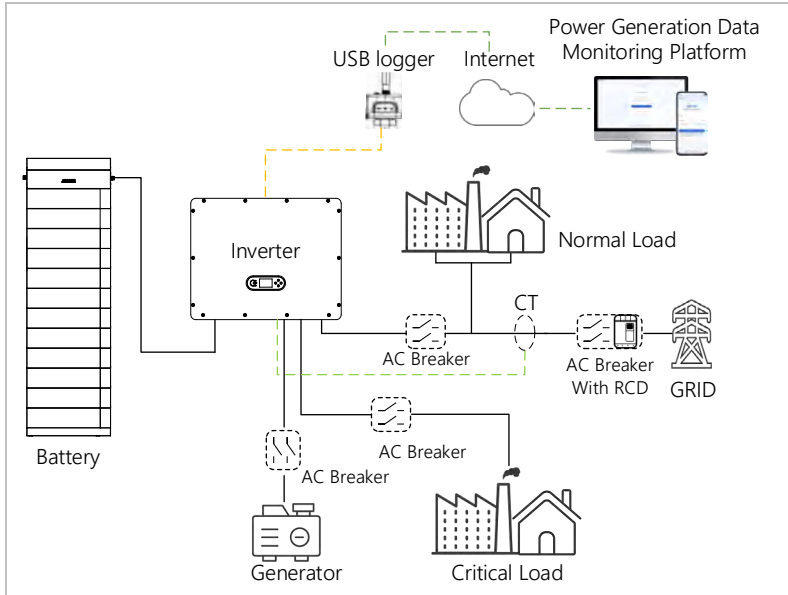 Power Generation Data
Monitoring Platform
USB logger
Internet
Inverter
Normal Load
CT
AC Breaker
AC Breaker
With RCD
GRID
Battery
AC Breaker
AC Breaker
Generator
Critical Load